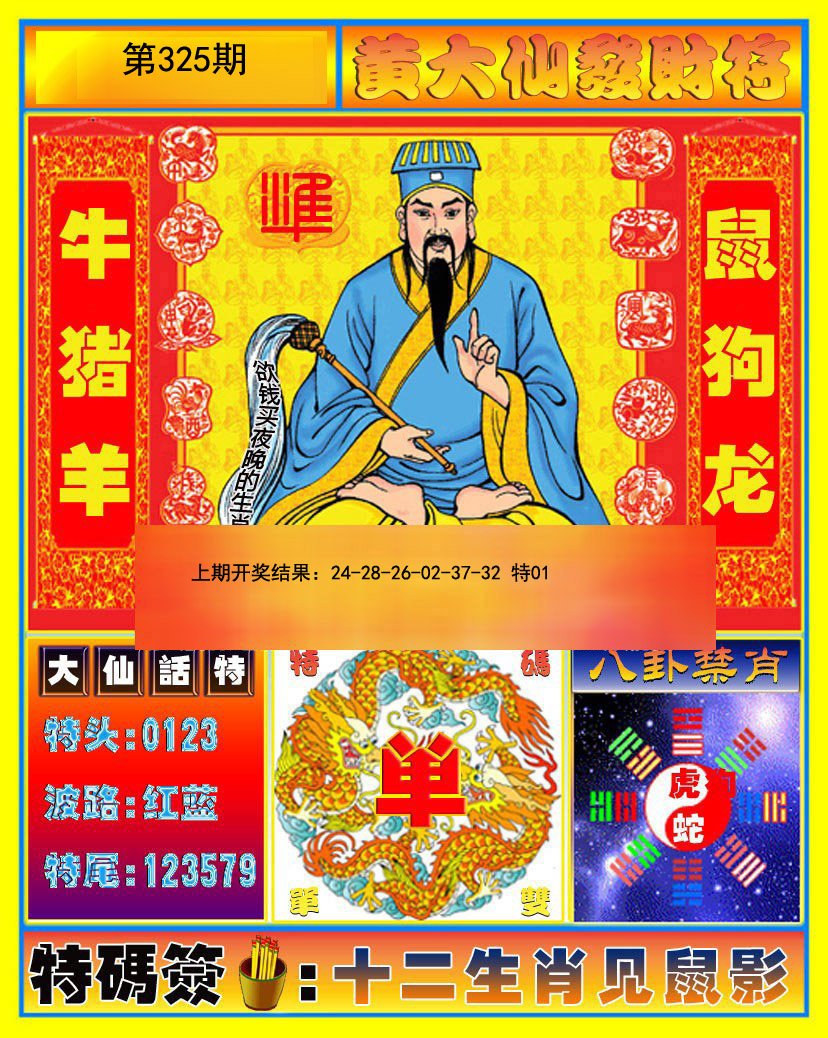 第325期
黄大仙發財符
牛猪羊
鼠狗龙
欲钱买夜晚的生肖
上期开奖结果：24-28-26-02-37-32 特01
大仙話特
特头:0123
波路:红蓝
特尾:123579
特碼
单
單雙
八卦禁肖
虎狗
蛇
特碼簽:十二生肖见鼠影